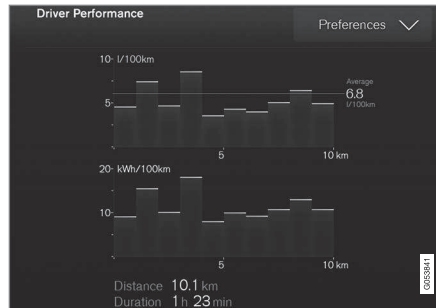 Driver Performance
Preferences
10- l/100km
Average
6.8
l/100km
5-
5
10 km
20- kWh/100km
10-
5
10 km
G053841
Distance 10.1 km
Duration 1 h 23 min